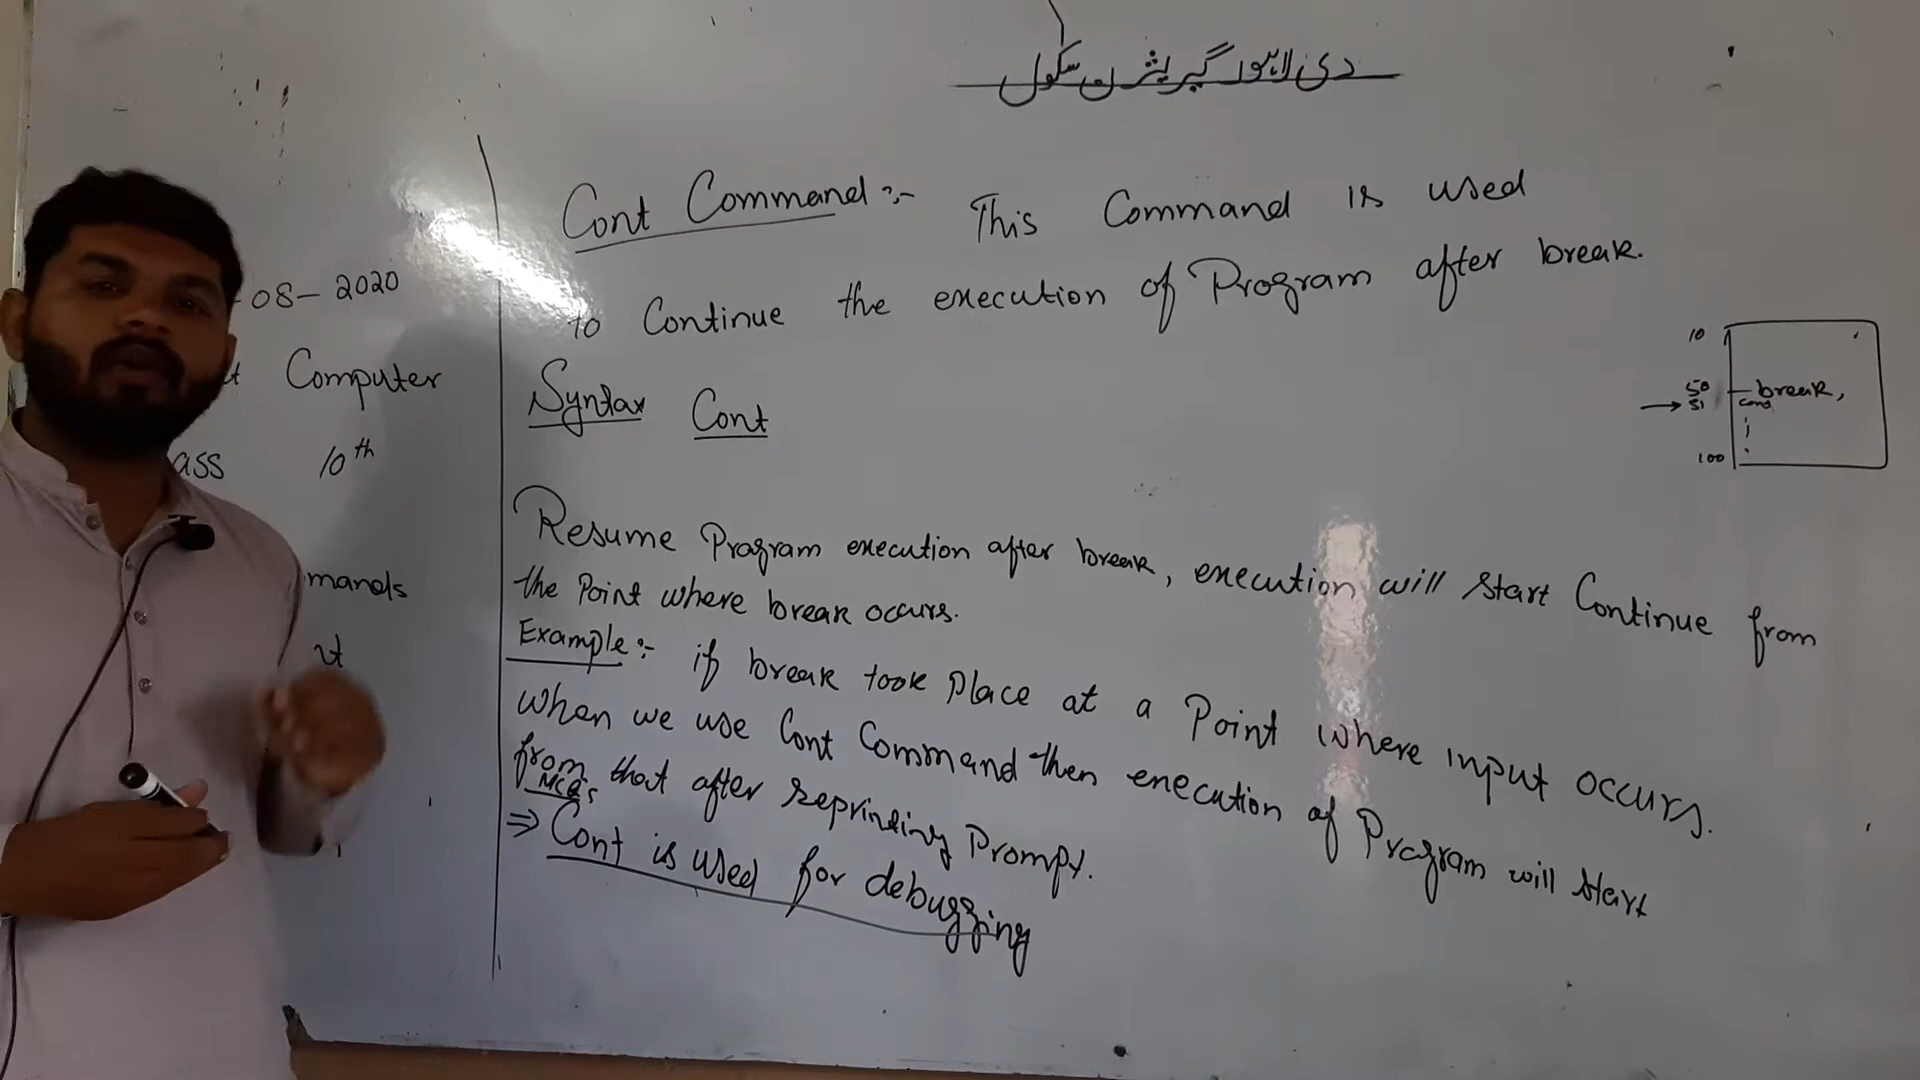 دی لاہور گیریژن سکول
-08-2020
Computer
ass 10th
mands
Cont Command:- This Command is used
to Continue the execution of Program after break.
Syntax Cont
10
50 break,
51
100
Resume Program execution after break, execution will start Continue from
the Point where break occurs.
Example:- if break took Place at a Point where input occurs.
When we use Cont Command then execution of Program will start
from that after reprinting Prompt.
MCQs
⇒ Cont is used for debugging